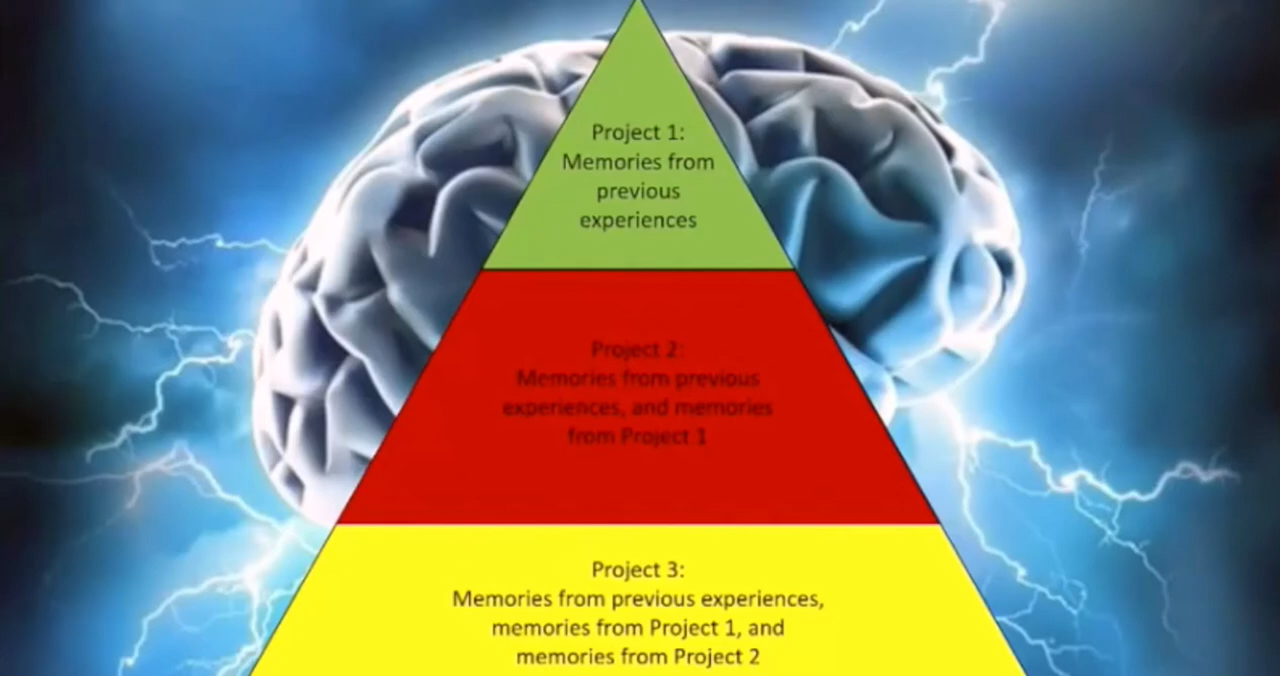 Project 1:
Memories from
previous
experiences
Project 2:
Memories from previous
experiences, and memories
from Project 1
Project 3:
Memories from previous experiences,
memories from Project 1, and
memories from Project 2